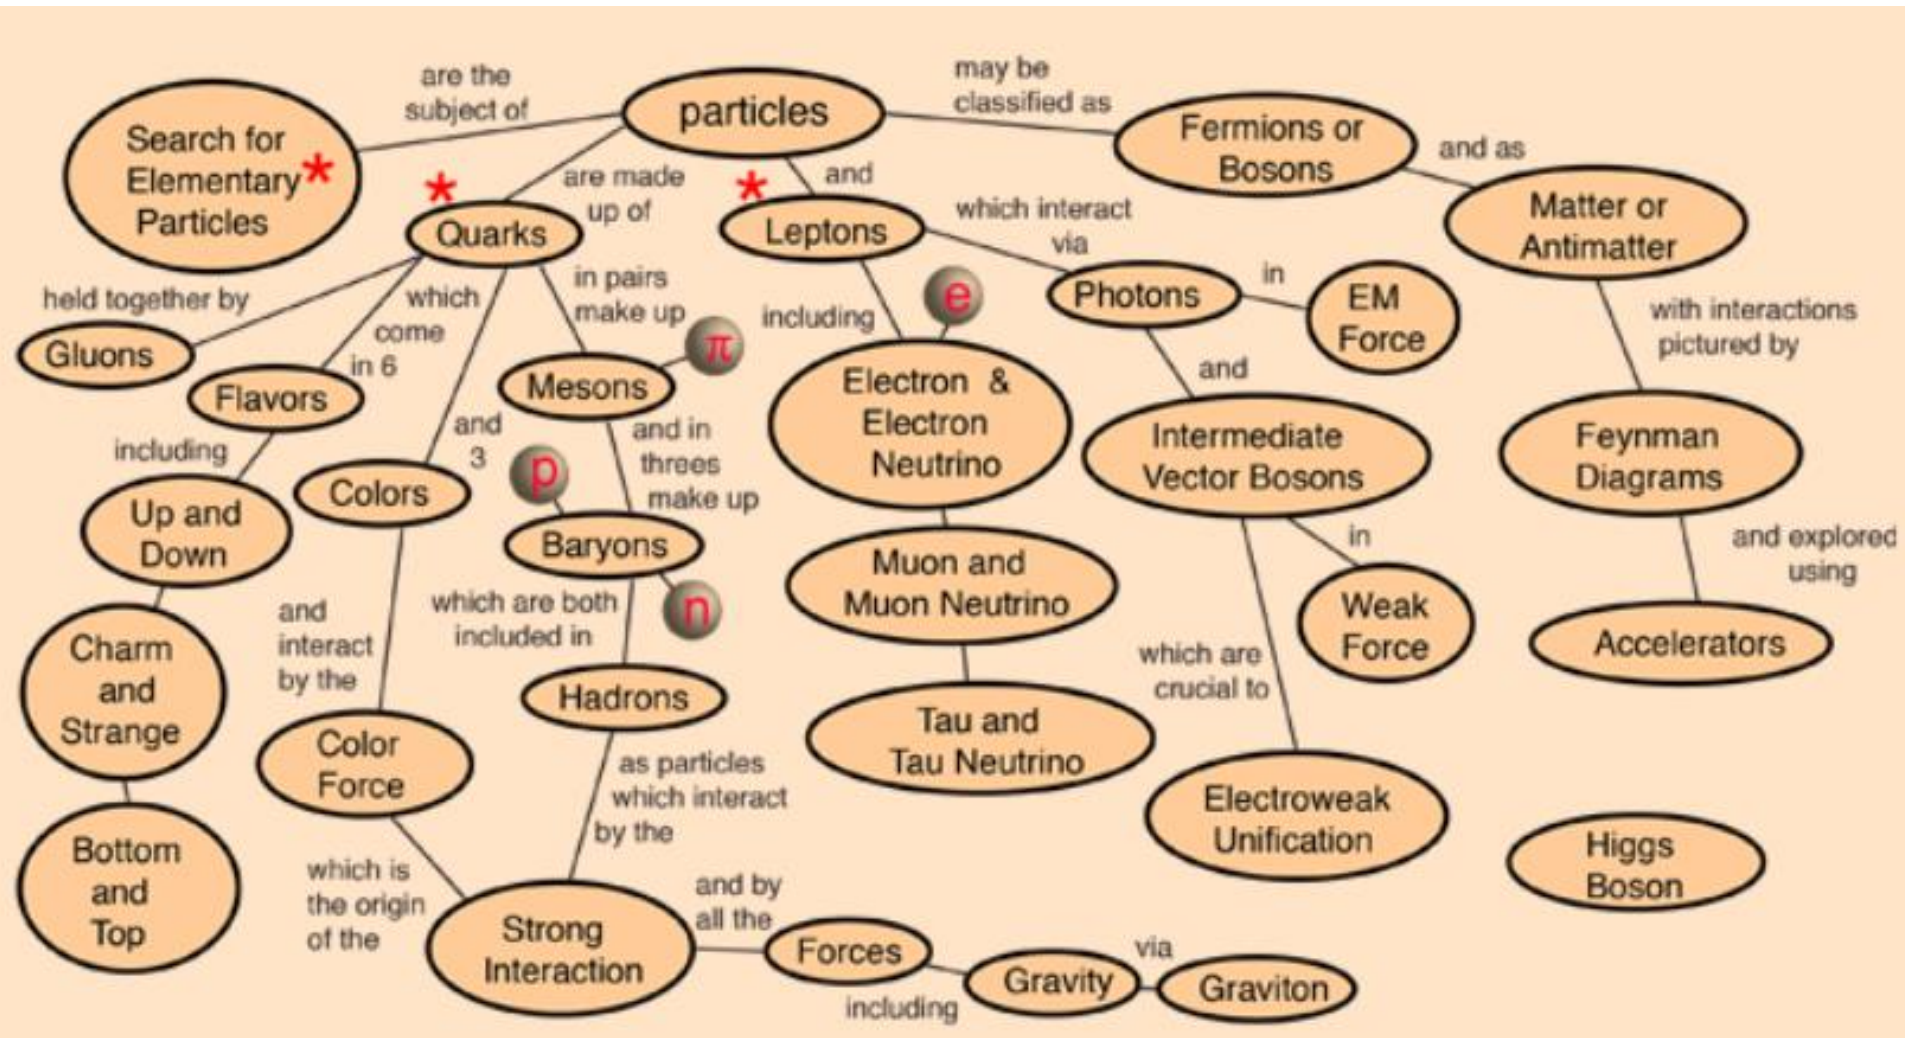 are the
subject of
particles
may be
classified as
Search for
Elementary*
Particles
Fermions or
Bosons
and as
Matter or
Antimatter
*
are made
up of
*
and
Quarks
Leptons
which interact
via
Photons
in
EM
Force
with interactions
pictured by
held together by
Gluons
which
come
in 6
Flavors
in pairs
make up
π
Mesons
including
e
Electron &
Electron
Neutrino
and
Intermediate
Vector Bosons
Feynman
Diagrams
including
Up and
Down
and
3
Colors
and in
threes
make up
p
Baryons
n
Muon and
Muon Neutrino
in
Weak
Force
and explored
using
Accelerators
Charm
and
Strange
and
interact
by the
which are both
included in
Hadrons
Tau and
Tau Neutrino
which are
crucial to
Electroweak
Unification
Higgs
Boson
Color
Force
as particles
which interact
by the
Bottom
and
Top
which is
the origin
of the
Strong
Interaction
and by
all the
Forces
including
Gravity
via
Graviton